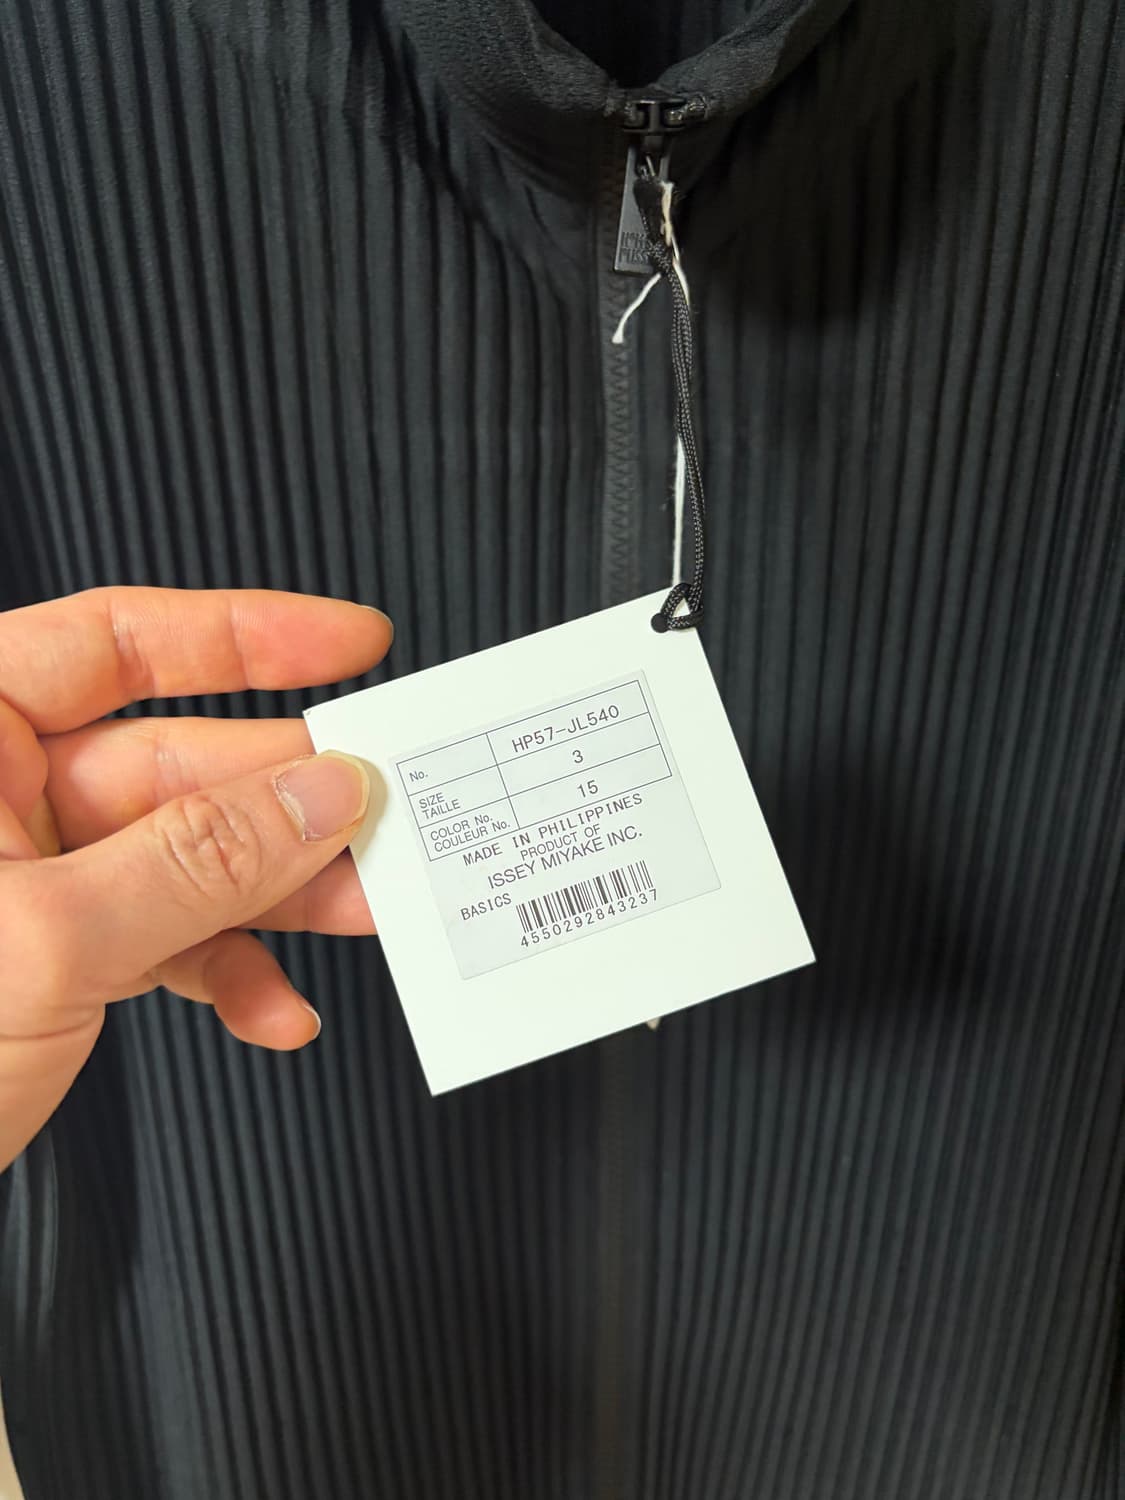 No. HP57-JL540
SIZE
TAILLE 3
COLOR No.
COULEUR No. 15
MADE IN PHILIPPINES
PRODUCT OF
ISSEY MIYAKE INC.
BASICS
4550292843237